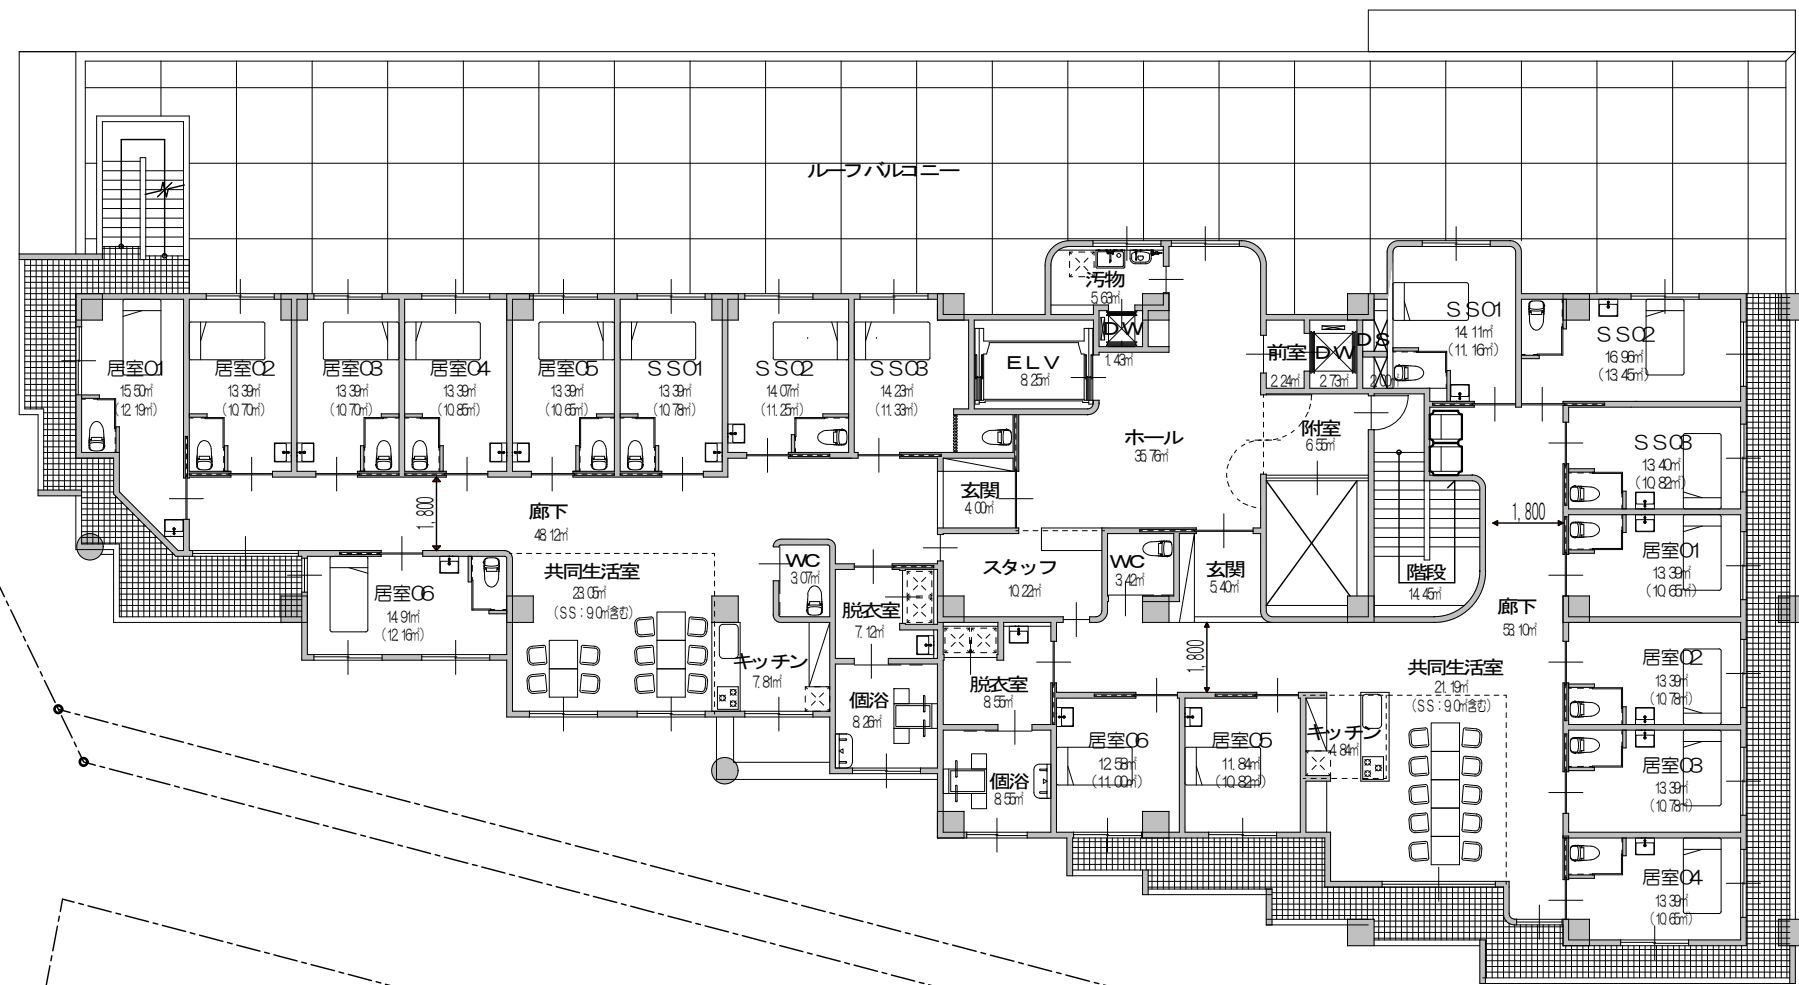 ルーフバルコニー
汚物
5.63㎡
DW
1.43㎡
ELV
8.25㎡
前室
2.24㎡
DW
2.73㎡
DS
2.00㎡
SS01
14.11㎡
(11.16㎡)
SS02
16.96㎡
(13.45㎡)
居室01
15.50㎡
(12.19㎡)
居室02
13.39㎡
(10.70㎡)
居室03
13.39㎡
(10.70㎡)
居室04
13.39㎡
(10.85㎡)
居室05
13.39㎡
(10.65㎡)
SS01
13.39㎡
(10.78㎡)
SS02
14.07㎡
(11.25㎡)
SS03
14.23㎡
(11.33㎡)
ホール
35.76㎡
附室
6.55㎡
SS03
13.40㎡
(10.82㎡)
玄関
4.00㎡
廊下
48.12㎡
1,800
1,800
居室01
13.39㎡
(10.65㎡)
共同生活室
23.05㎡
(SS:9.0㎡含む)
WC
3.07㎡
スタッフ
10.22㎡
WC
3.42㎡
玄関
5.40㎡
階段
14.45㎡
居室06
14.91㎡
(12.16㎡)
脱衣室
7.12㎡
廊下
53.10㎡
1,800
キッチン
7.81㎡
居室02
13.39㎡
(10.78㎡)
共同生活室
21.19㎡
(SS:9.0㎡含む)
脱衣室
8.55㎡
個浴
8.26㎡
居室06
12.58㎡
(11.00㎡)
居室05
11.84㎡
(10.82㎡)
キッチン
4.84㎡
居室03
13.39㎡
(10.78㎡)
個浴
8.55㎡
居室04
13.39㎡
(10.65㎡)